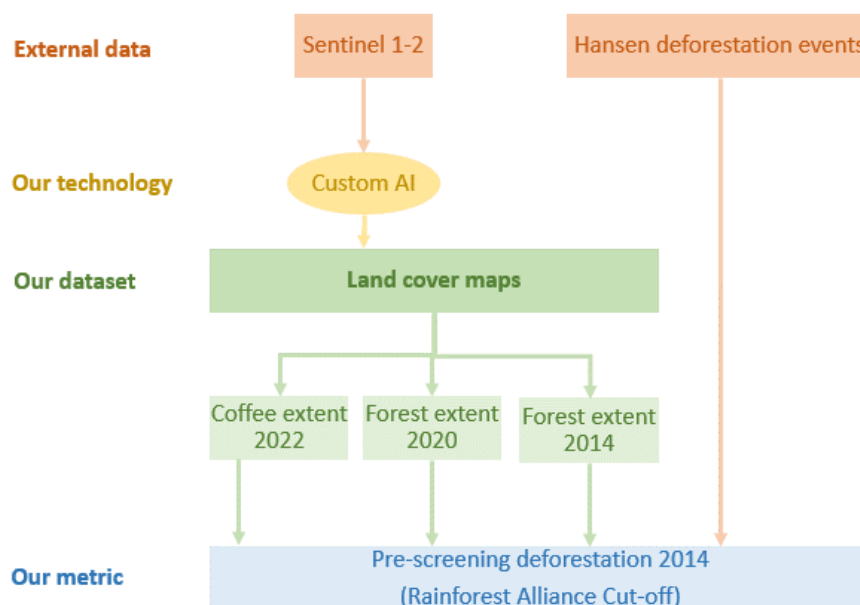 External data
Sentinel 1-2
Hansen deforestation events
Our technology
Custom AI
Our dataset
Land cover maps
Coffee extent
2022
Forest extent
2020
Forest extent
2014
Our metric
Pre-screening deforestation 2014
(Rainforest Alliance Cut-off)